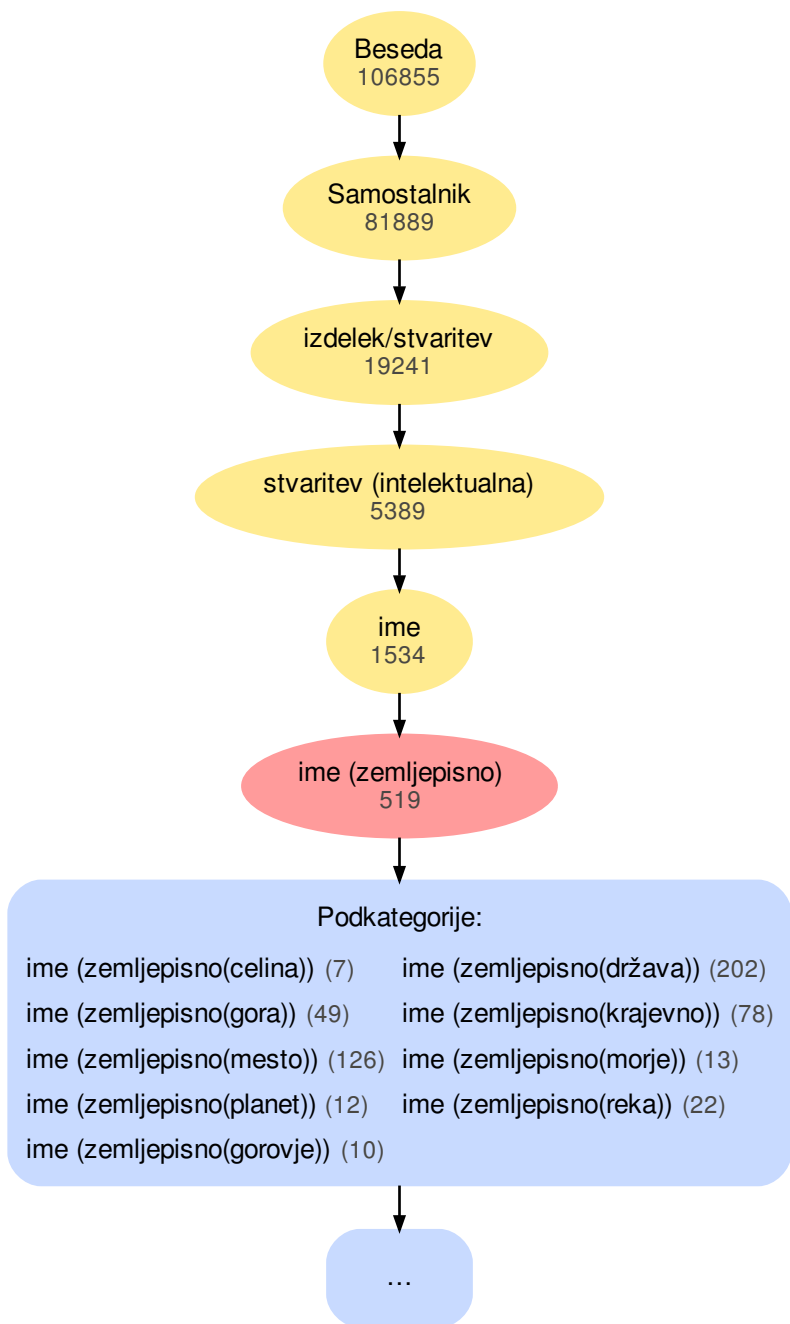 Beseda
106855
Samostalnik
81889
izdelek/stvaritev
19241
stvaritev (intelektualna)
5389
ime
1534
ime (zemljepisno)
519
Podkategorije:
ime (zemljepisno(celina)) (7) ime (zemljepisno(država)) (202)
ime (zemljepisno(gora)) (49) ime (zemljepisno(krajevno)) (78)
ime (zemljepisno(mesto)) (126) ime (zemljepisno(morje)) (13)
ime (zemljepisno(planet)) (12) ime (zemljepisno(reka)) (22)
ime (zemljepisno(gorovje)) (10)
...